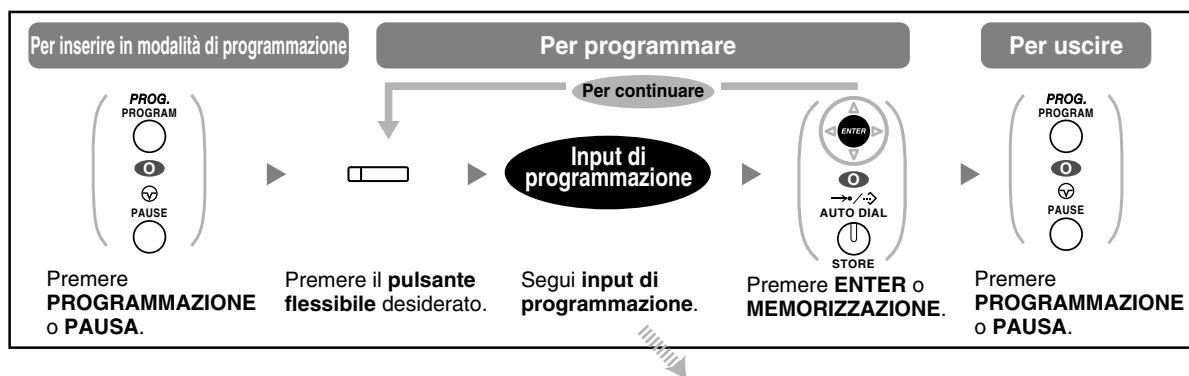 Per inserire in modalità di programmazione
Per programmare
Per uscire
Per continuare
PROG.
PROGRAM
O
PAUSE
Input di
programmazione
ENTER
O
AUTO DIAL
STORE
PROG.
PROGRAM
O
PAUSE
Premere
PROGRAMMAZIONE
o PAUSA.
Premere il pulsante
flessibile desiderato.
Segui input di
programmazione.
Premere ENTER o
MEMORIZZAZIONE.
Premere
PROGRAMMAZIONE
o PAUSA.